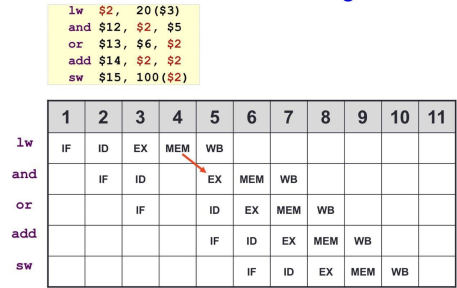 lw $2, 20($3)
and $12, $2, $5
or $13, $6, $2
add $14, $2, $2
sw $15, 100($2)
1 2 3 4 5 6 7 8 9 10 11
lw IF ID EX MEM WB
and IF ID EX MEM WB
or IF ID EX MEM WB
add IF ID EX MEM WB
sw IF ID EX MEM WB